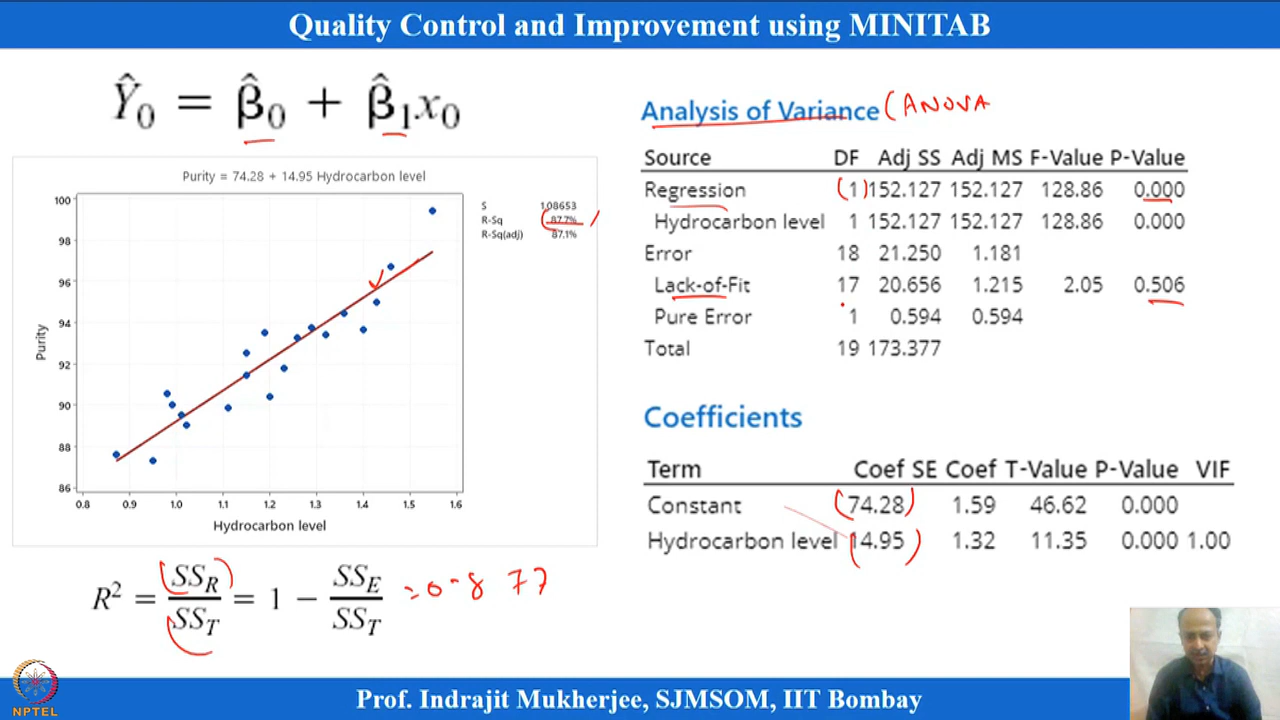 Quality Control and Improvement using MINITAB
Ŷ₀ = β̂₀ + β̂₁x₀
Purity = 74.28 + 14.95 Hydrocarbon level
S 1.08653
R-Sq 87.7%
R-Sq(adj) 87.1%
100
98
96
94
92
90
88
86
Purity
0.8 0.9 1.0 1.1 1.2 1.3 1.4 1.5 1.6
Hydrocarbon level
R² = SS_R / SS_T = 1 − SS_E / SS_T = 0.877
Analysis of Variance (ANOVA
Source DF Adj SS Adj MS F-Value P-Value
Regression (1) 152.127 152.127 128.86 0.000
Hydrocarbon level 1 152.127 152.127 128.86 0.000
Error 18 21.250 1.181
Lack-of-Fit 17 20.656 1.215 2.05 0.506
Pure Error 1 0.594 0.594
Total 19 173.377
Coefficients
Term Coef SE Coef T-Value P-Value VIF
Constant (74.28) 1.59 46.62 0.000
Hydrocarbon level (14.95) 1.32 11.35 0.000 1.00
NPTEL
Prof. Indrajit Mukherjee, SJMSOM, IIT Bombay